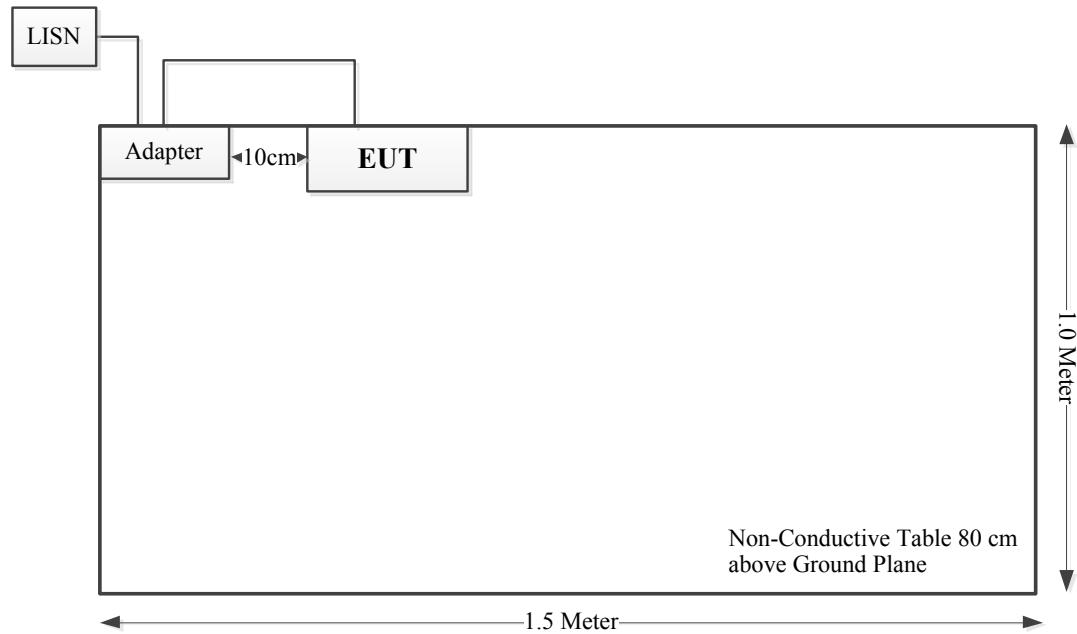 LISN
Adapter
10cm
EUT
1.0 Meter
Non-Conductive Table 80 cm
above Ground Plane
1.5 Meter